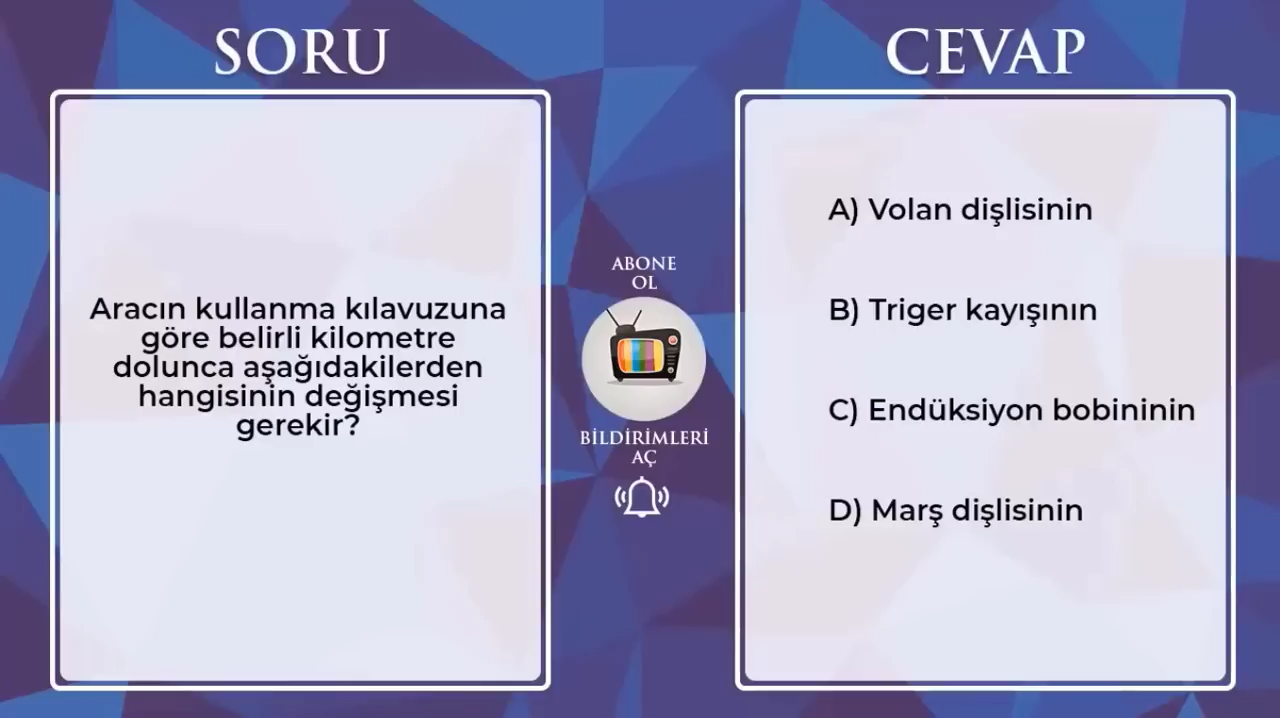 SORU
Aracın kullanma kılavuzuna
göre belirli kilometre
dolunca aşağıdakilerden
hangisinin değişmesi
gerekir?
ABONE
OL
BİLDİRİMLERİ
AÇ
CEVAP
A) Volan dişlisinin
B) Triger kayışının
C) Endüksiyon bobininin
D) Marş dişlisinin